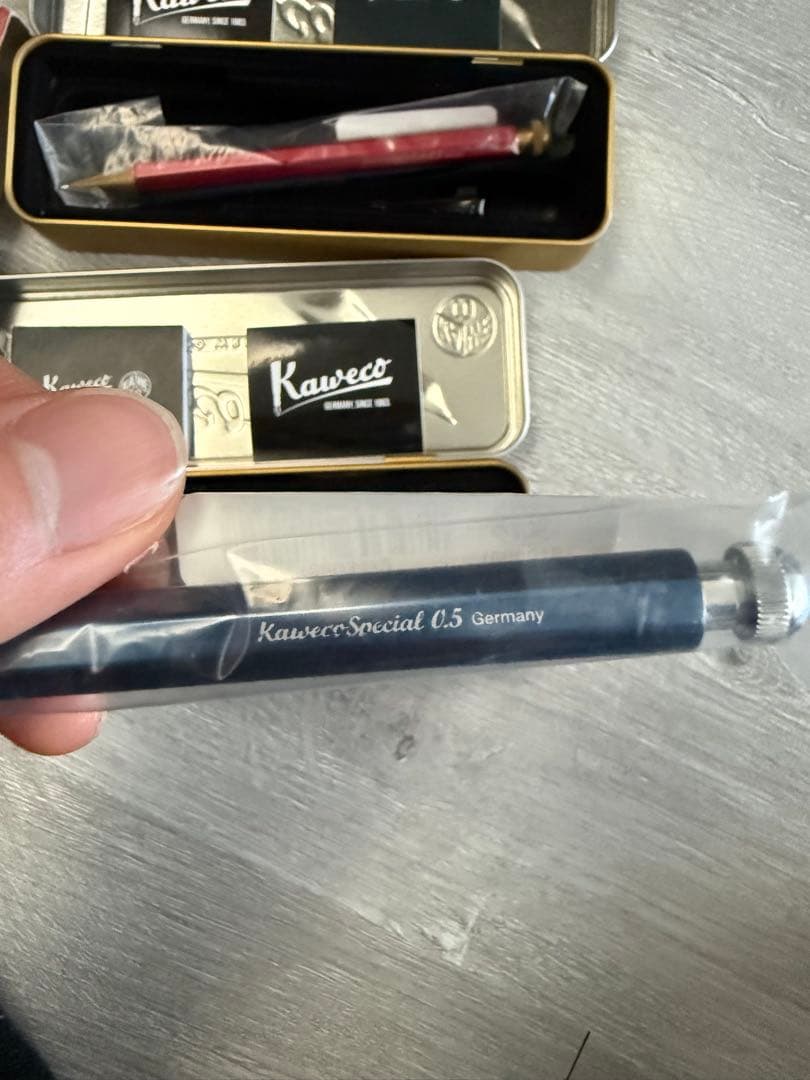 Kaweco
GERMANY, SINCE 1883
Kaweco
Kaweco
GERMANY, SINCE 1883
KawecoSpecial 0.5 Germany